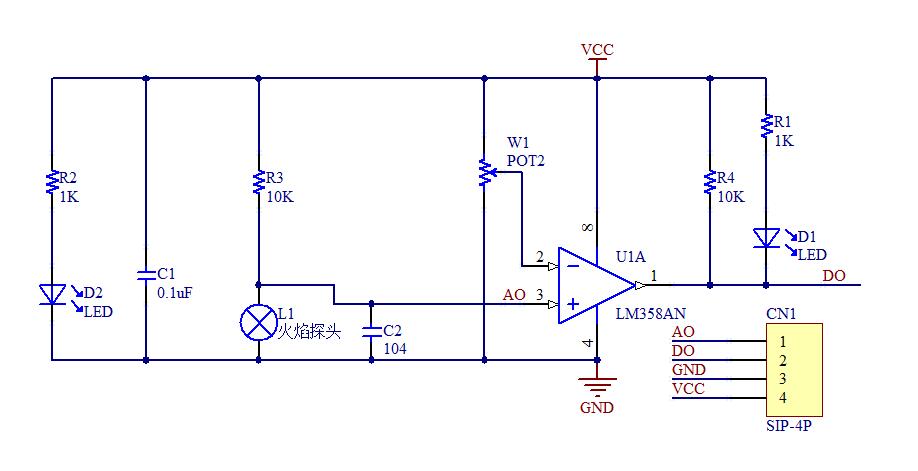 VCC
R1
1K
W1
POT2
R2
1K
R3
10K
R4
10K
8
D1
LED
U1A
2
1
DO
C1
0.1uF
D2
LED
AO
3
L1
火焰探头
LM358AN
C2
104
4
GND
CN1
AO
1
DO
2
GND
3
VCC
4
SIP-4P